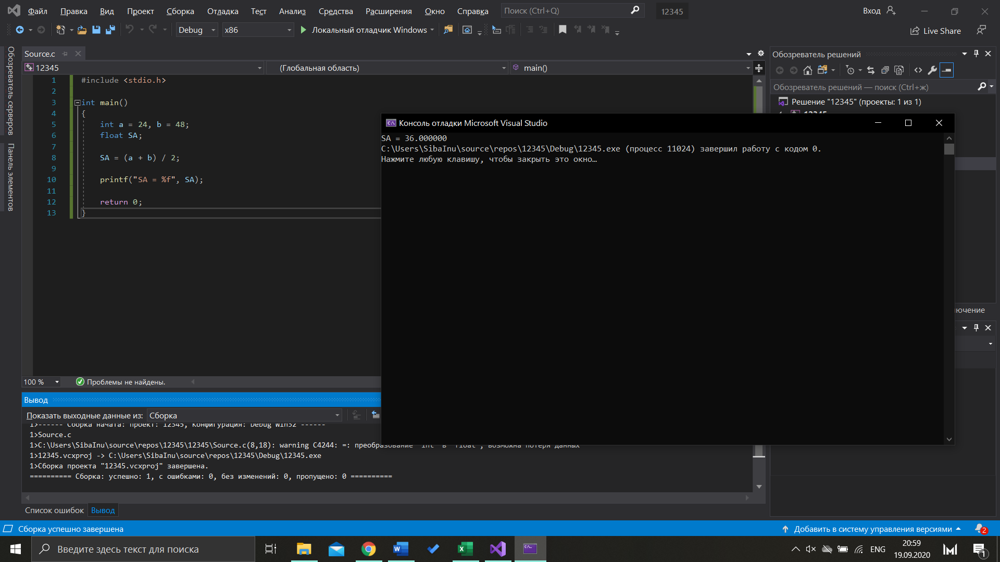 Файл Правка Вид Проект Сборка Отладка Тест Анализ Средства Расширения Окно Справка Поиск (Ctrl+Q) 12345 Вход
Debug x86 Локальный отладчик Windows Live Share
Обозреватель серверов
Панель элементов
Source.c
12345 (Глобальная область) main()
1 #include <stdio.h>
2
3 int main()
4 {
5 int a = 24, b = 48;
6 float SA;
7
8 SA = (a + b) / 2;
9
10 printf("SA = %f", SA);
11
12 return 0;
13 }
100 % Проблемы не найдены.
Обозреватель решений
Обозреватель решений — поиск (Ctrl+ж)
Решение "12345" (проекты: 1 из 1)
12345
Консоль отладки Microsoft Visual Studio
SA = 36.000000
C:\Users\SibaInu\source\repos\12345\Debug\12345.exe (процесс 11024) завершил работу с кодом 0.
Нажмите любую клавишу, чтобы закрыть это окно…
лючение
Вывод
Показать выходные данные из: Сборка
1>------ Сборка начата: проект: 12345, Конфигурация: Debug Win32 ------
1>Source.c
1>C:\Users\SibaInu\source\repos\12345\12345\Source.c(8,18): warning C4244: =: преобразование "int" в "float", возможна потеря данных
1>12345.vcxproj -> C:\Users\SibaInu\source\repos\12345\Debug\12345.exe
1>Сборка проекта "12345.vcxproj" завершена.
========== Сборка: успешно: 1, с ошибками: 0, без изменений: 0, пропущено: 0 ==========
Список ошибок Вывод
Сборка успешно завершена Добавить в систему управления версиями 2
Введите здесь текст для поиска ENG 20:59
19.09.2020 1